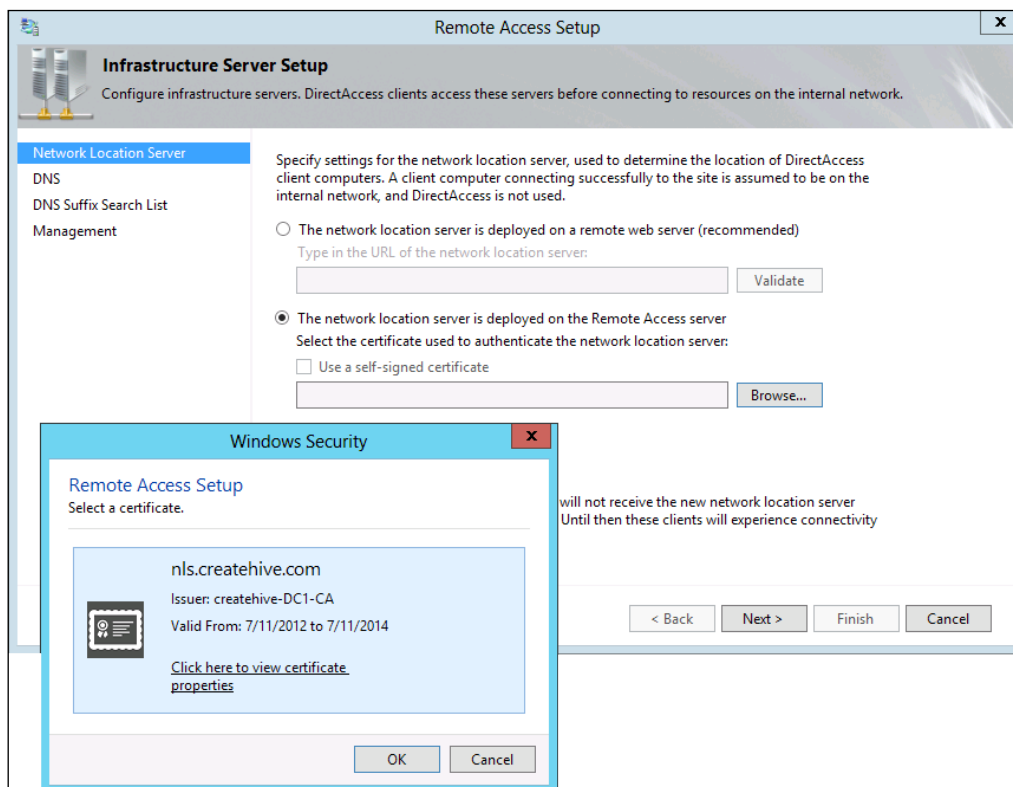 Remote Access Setup
x
Infrastructure Server Setup
Configure infrastructure servers. DirectAccess clients access these servers before connecting to resources on the internal network.
Network Location Server
DNS
DNS Suffix Search List
Management
Specify settings for the network location server, used to determine the location of DirectAccess
client computers. A client computer connecting successfully to the site is assumed to be on the
internal network, and DirectAccess is not used.
The network location server is deployed on a remote web server (recommended)
Type in the URL of the network location server:
Validate
The network location server is deployed on the Remote Access server
Select the certificate used to authenticate the network location server:
Use a self-signed certificate
Browse...
will not receive the new network location server
Until then these clients will experience connectivity
< Back
Next >
Finish
Cancel
Windows Security
x
Remote Access Setup
Select a certificate.
nls.createhive.com
Issuer: createhive-DC1-CA
Valid From: 7/11/2012 to 7/11/2014
Click here to view certificate
properties
OK
Cancel